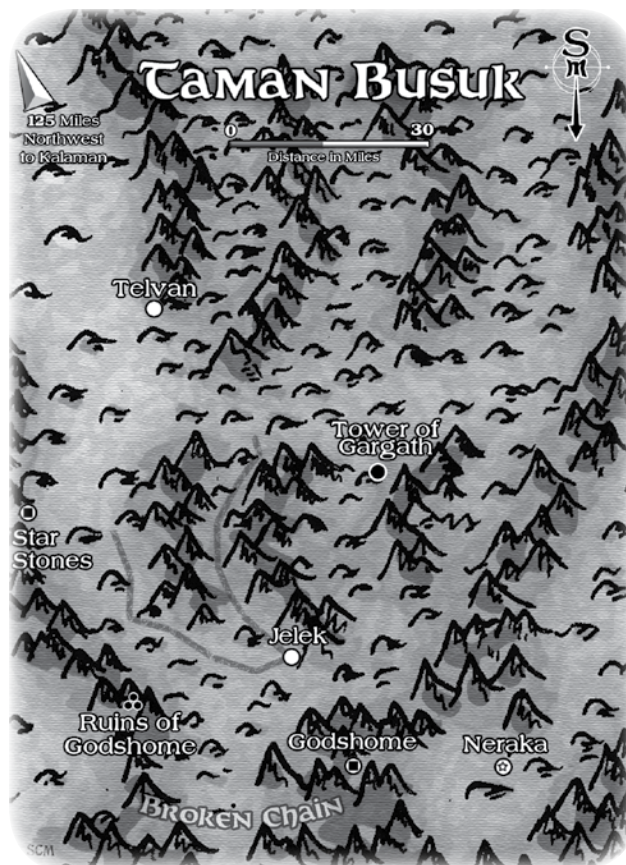 Taman Busuk
S
125 Miles
Northwest
to Kalaman
0 30
Distance in Miles
Telvan
Tower of
Gargath
Star
Stones
Jelek
Ruins of
Godshome
Godshome
Neraka
Broken Chain
SCM